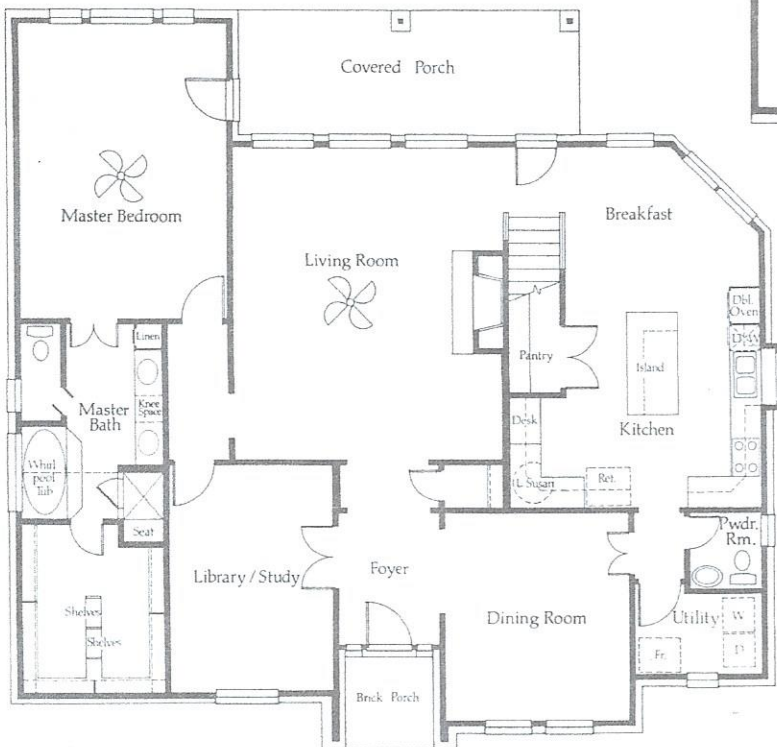 Covered Porch
Master Bedroom
Living Room
Breakfast
Dbl.
Oven
Linen
Pantry
Island
Knee
Space
Master
Bath
Desk
Kitchen
Whirl
pool
Tub
L. Susan
Ref.
Seat
Pwdr.
Rm.
Library / Study
Foyer
Dining Room
Shelves
Shelves
Utility
W
D
Fr.
Brick Porch